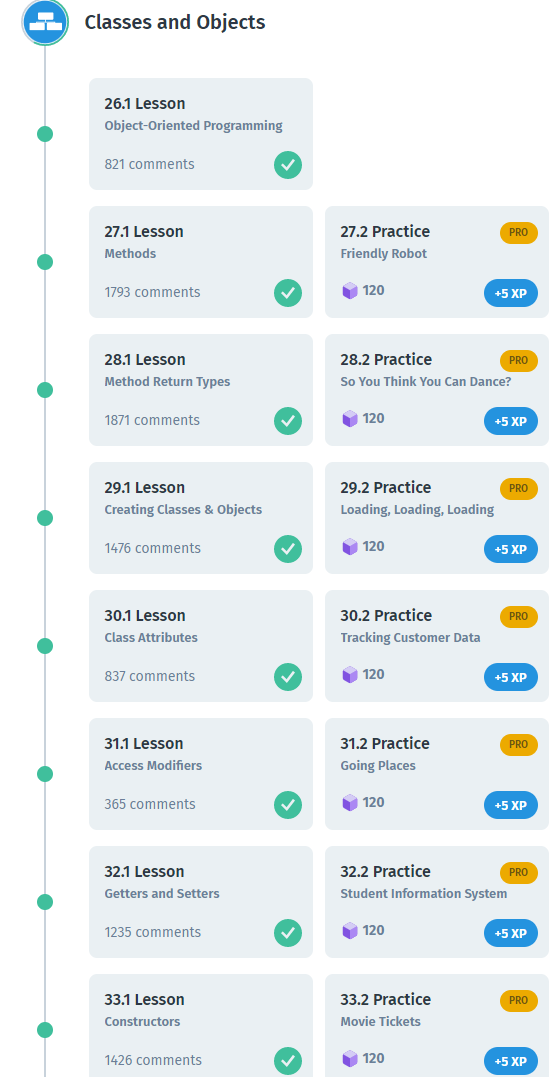 Classes and Objects
26.1 Lesson
Object-Oriented Programming
821 comments
27.1 Lesson
Methods
1793 comments
27.2 Practice
PRO
Friendly Robot
120
+5 XP
28.1 Lesson
Method Return Types
1871 comments
28.2 Practice
PRO
So You Think You Can Dance?
120
+5 XP
29.1 Lesson
Creating Classes & Objects
1476 comments
29.2 Practice
PRO
Loading, Loading, Loading
120
+5 XP
30.1 Lesson
Class Attributes
837 comments
30.2 Practice
PRO
Tracking Customer Data
120
+5 XP
31.1 Lesson
Access Modifiers
365 comments
31.2 Practice
PRO
Going Places
120
+5 XP
32.1 Lesson
Getters and Setters
1235 comments
32.2 Practice
PRO
Student Information System
120
+5 XP
33.1 Lesson
Constructors
1426 comments
33.2 Practice
PRO
Movie Tickets
120
+5 XP